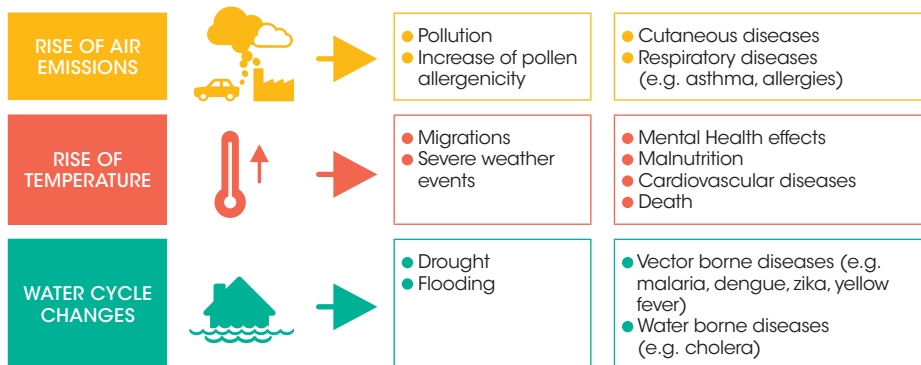 RISE OF AIR
EMISSIONS
● Pollution
● Increase of pollen
allergenicity
● Cutaneous diseases
● Respiratory diseases
(e.g. asthma, allergies)
RISE OF
TEMPERATURE
● Migrations
● Severe weather
events
● Mental Health effects
● Malnutrition
● Cardiovascular diseases
● Death
WATER CYCLE
CHANGES
● Drought
● Flooding
● Vector borne diseases (e.g.
malaria, dengue, zika, yellow
fever)
● Water borne diseases
(e.g. cholera)